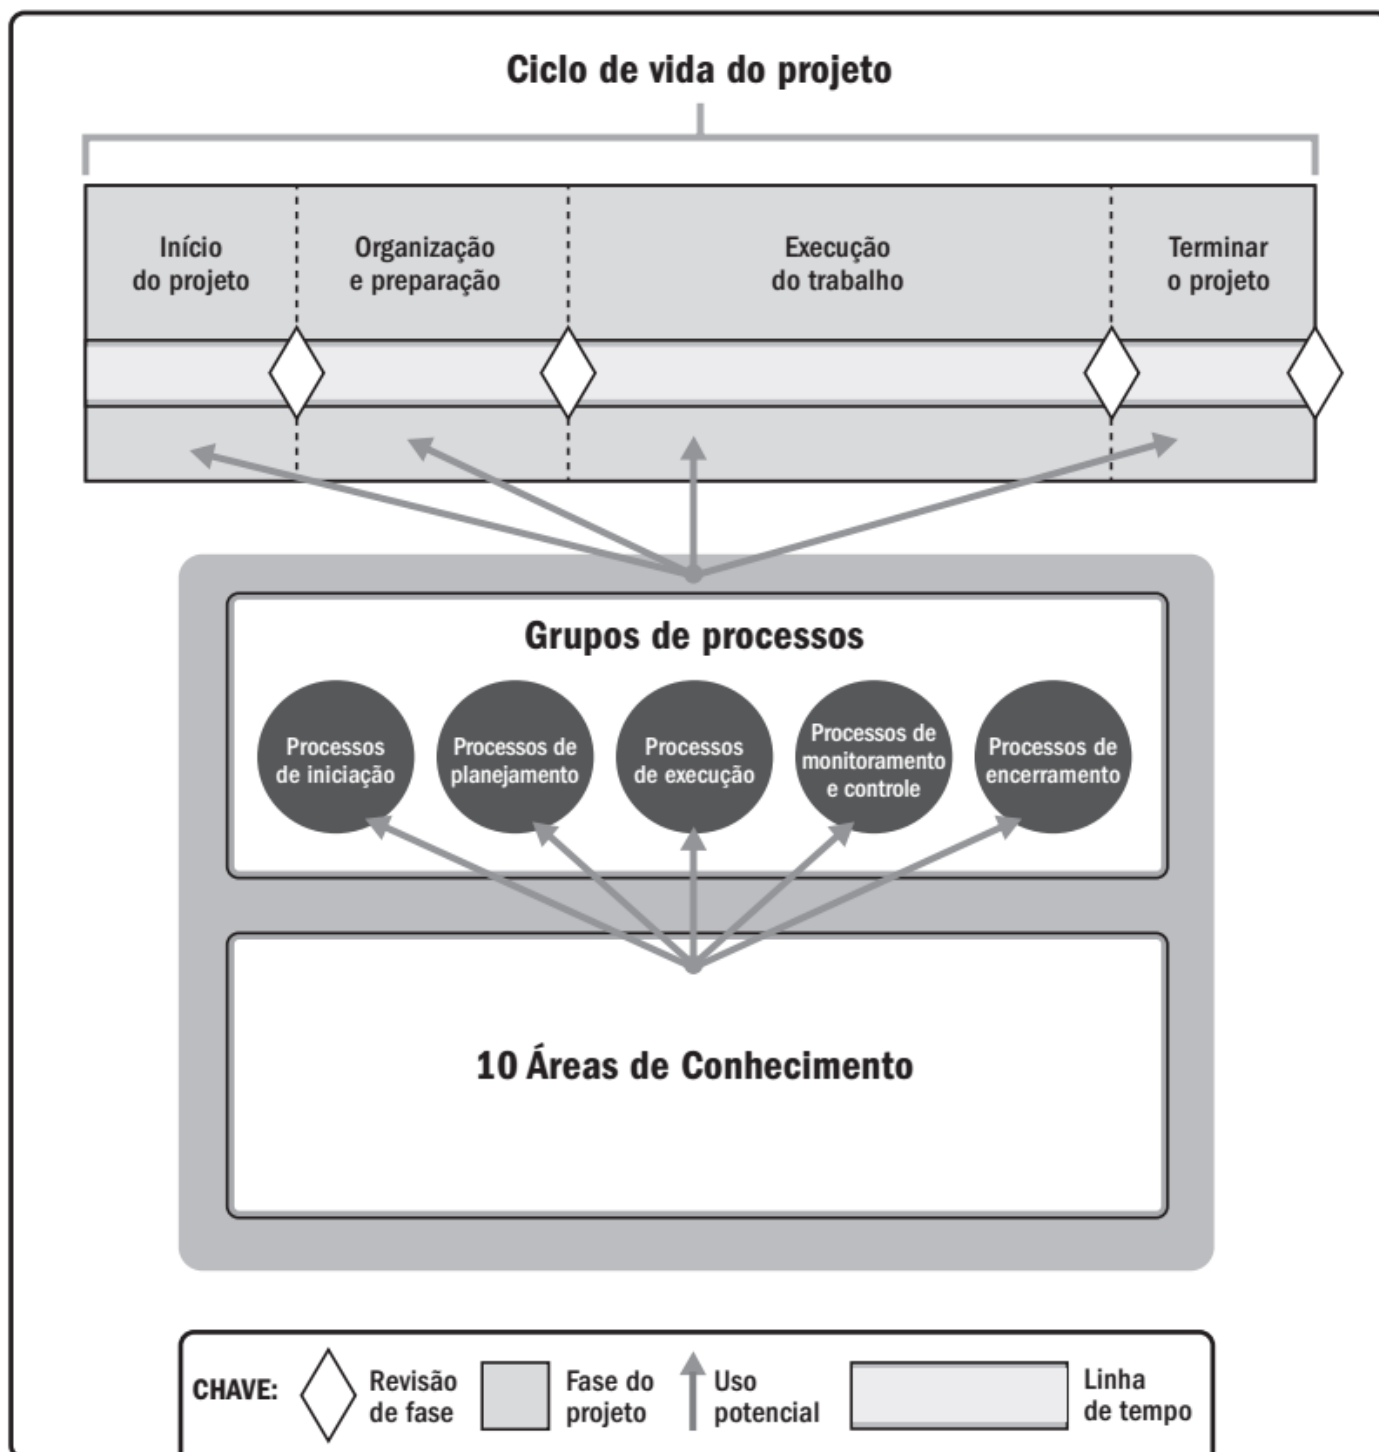 Ciclo de vida do projeto
Início
do projeto
Organização
e preparação
Execução
do trabalho
Terminar
o projeto
Grupos de processos
Processos
de iniciação
Processos de
planejamento
Processos
de execução
Processos de
monitoramento
e controle
Processos de
encerramento
10 Áreas de Conhecimento
CHAVE:
Revisão
de fase
Fase do
projeto
Uso
potencial
Linha
de tempo